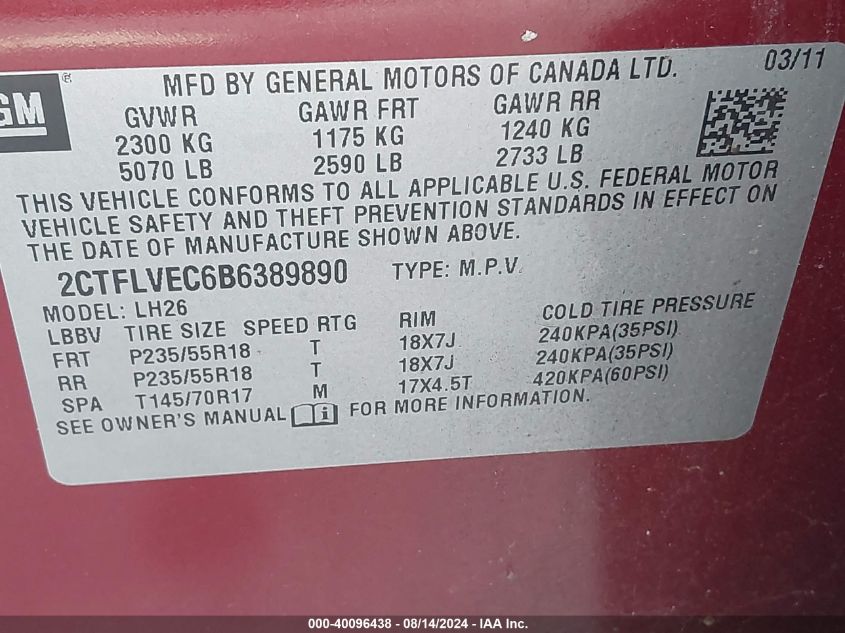 GM ®
MFD BY GENERAL MOTORS OF CANADA LTD. 03/11
GVWR GAWR FRT GAWR RR
2300 KG 1175 KG 1240 KG
5070 LB 2590 LB 2733 LB
THIS VEHICLE CONFORMS TO ALL APPLICABLE U.S. FEDERAL MOTOR
VEHICLE SAFETY AND THEFT PREVENTION STANDARDS IN EFFECT ON
THE DATE OF MANUFACTURE SHOWN ABOVE.
2CTFLVEC6B6389890 TYPE: M.P.V.
MODEL: LH26
LBBV TIRE SIZE SPEED RTG RIM COLD TIRE PRESSURE
FRT P235/55R18 T 18X7J 240KPA(35PSI)
RR P235/55R18 T 18X7J 240KPA(35PSI)
SPA T145/70R17 M 17X4.5T 420KPA(60PSI)
SEE OWNER'S MANUAL FOR MORE INFORMATION.
000-40096438 - 08/14/2024 - IAA Inc.